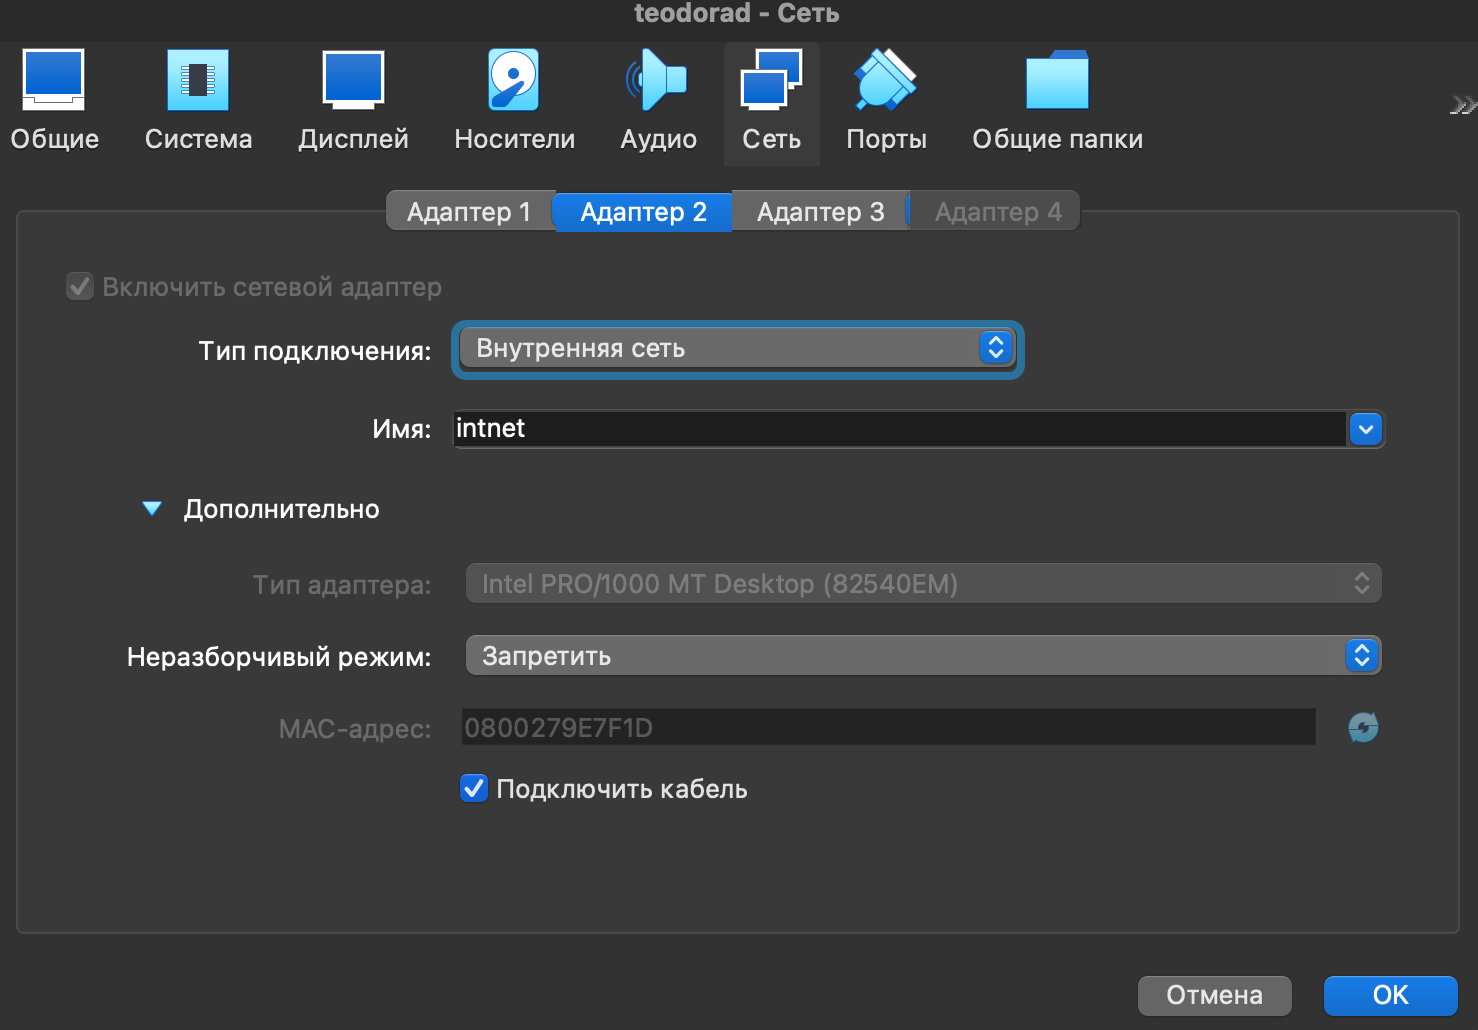 teodorad - Сеть
Общие Система Дисплей Носители Аудио Сеть Порты Общие папки
Адаптер 1 Адаптер 2 Адаптер 3 Адаптер 4
Включить сетевой адаптер
Тип подключения: Внутренняя сеть
Имя: intnet
Дополнительно
Тип адаптера: Intel PRO/1000 MT Desktop (82540EM)
Неразборчивый режим: Запретить
MAC-адрес: 0800279E7F1D
Подключить кабель
Отмена OK